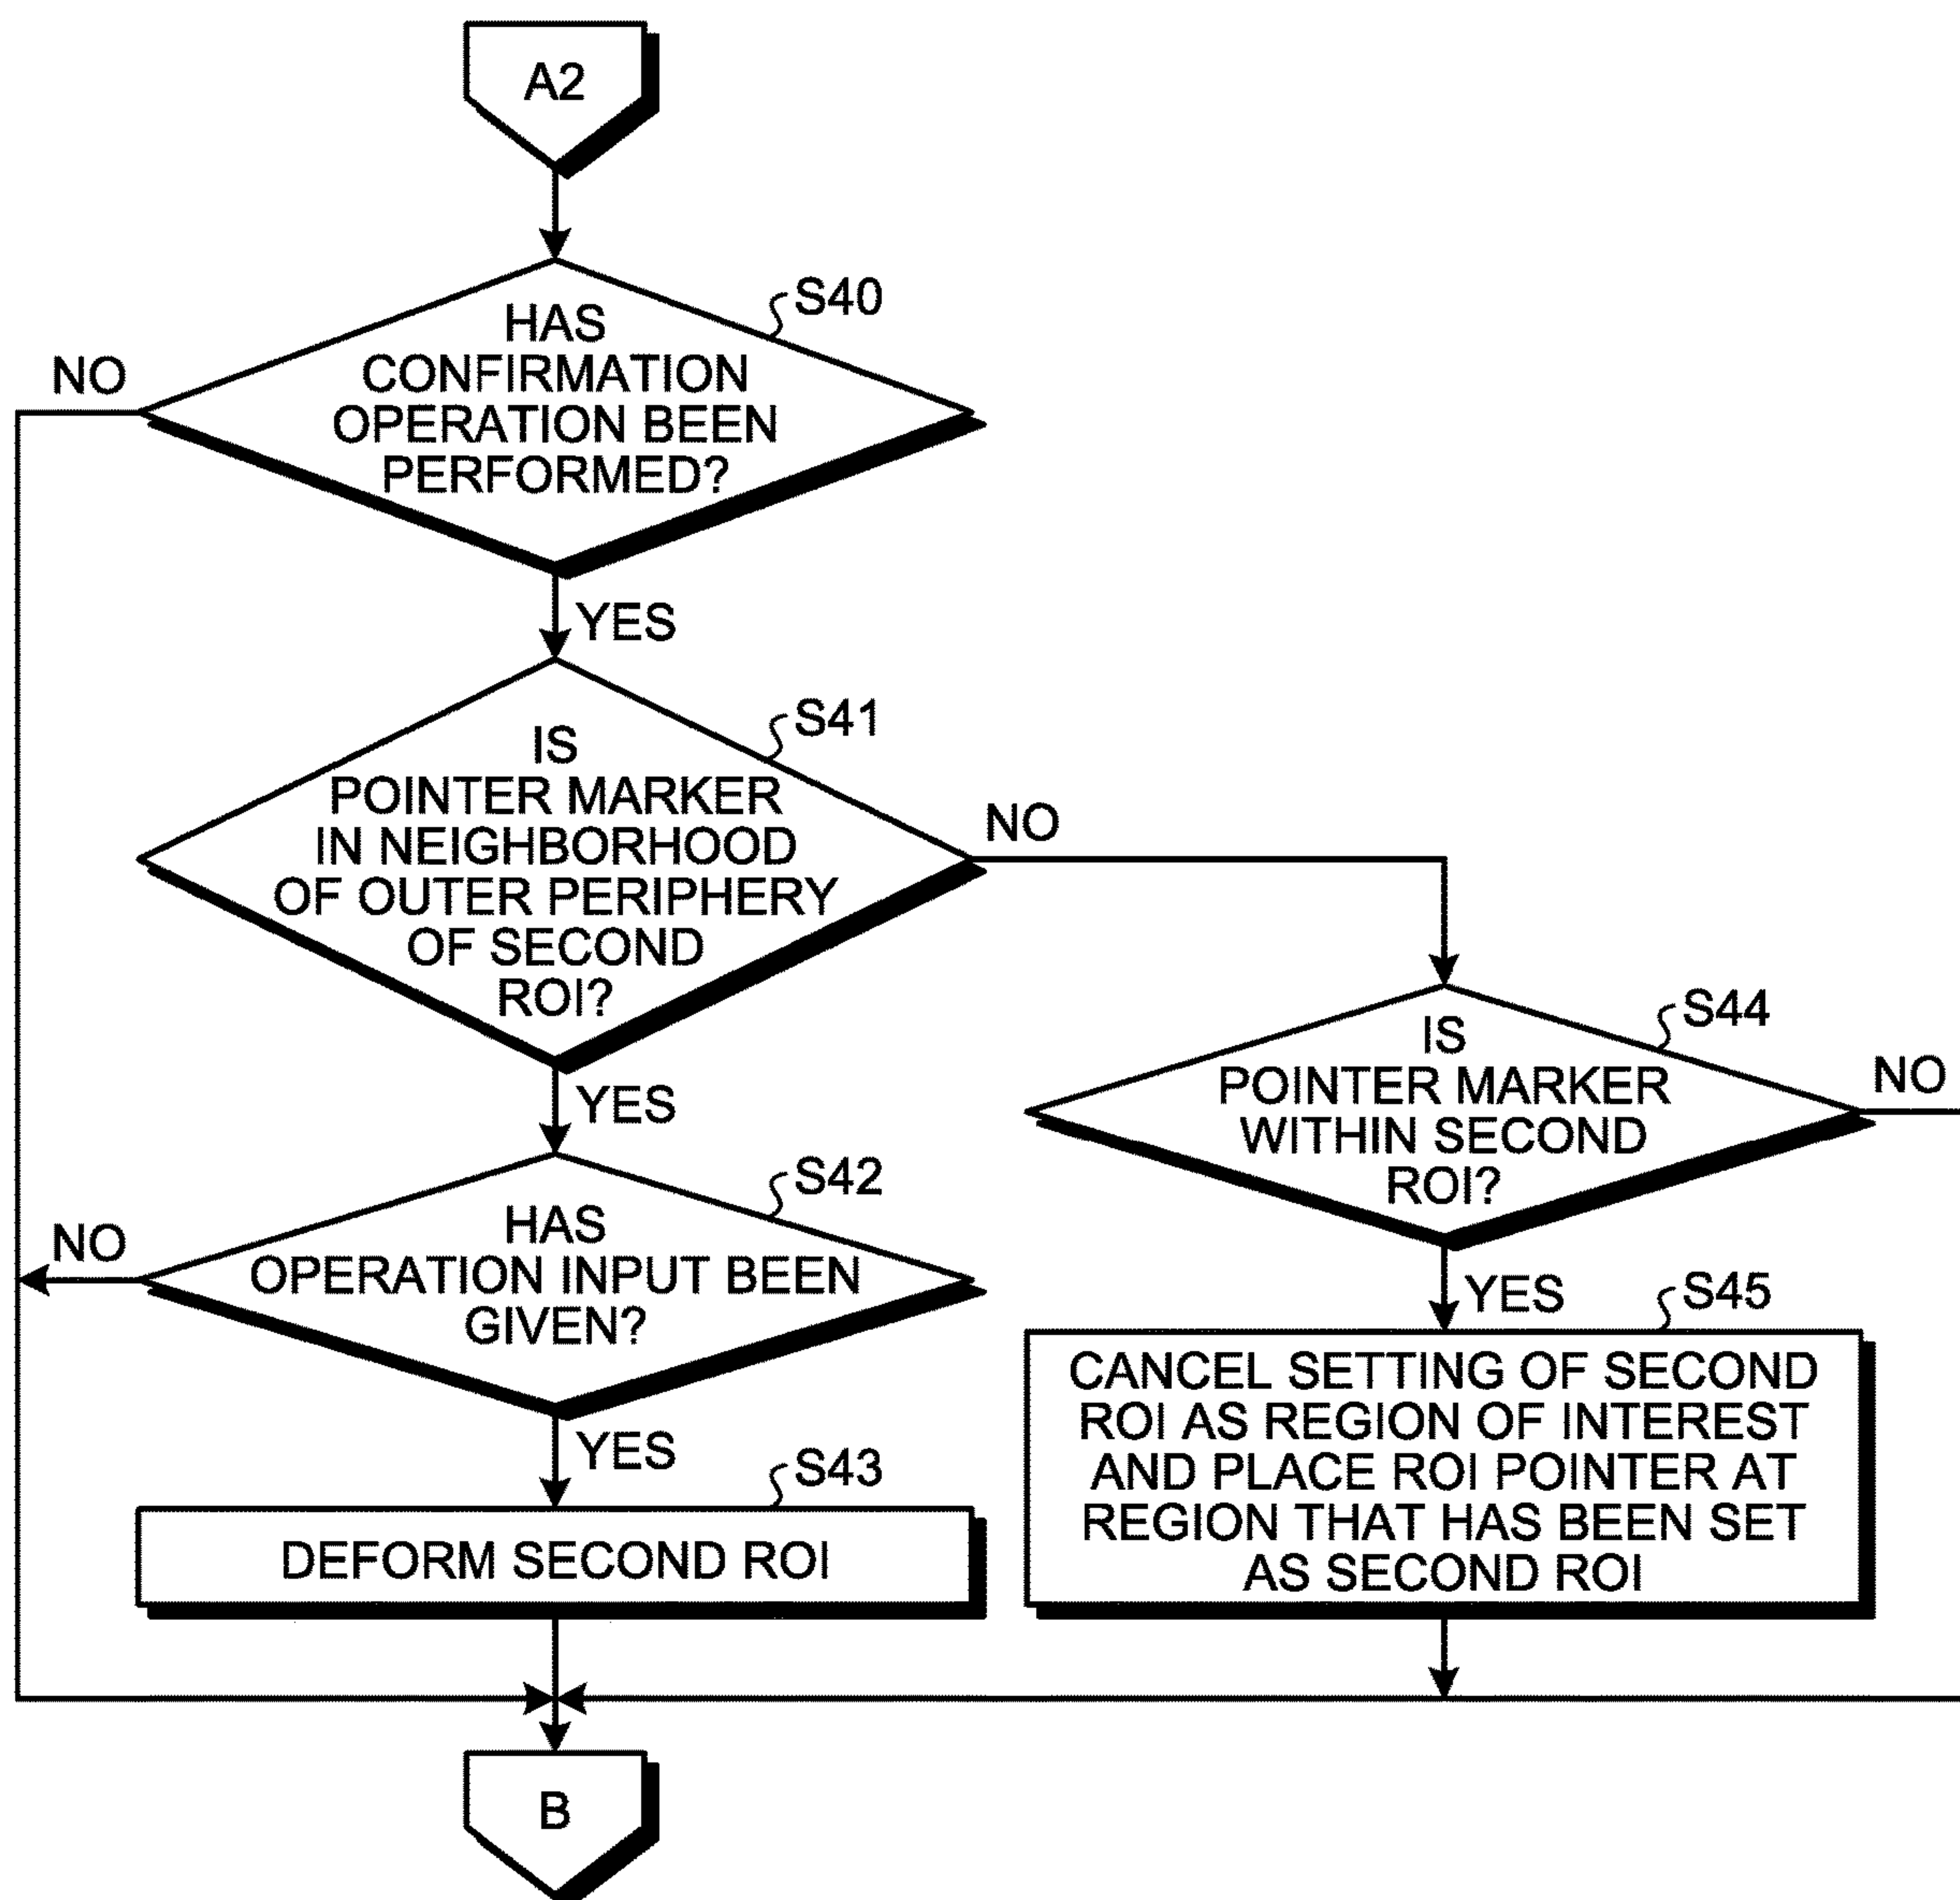 A2
S40
HAS
CONFIRMATION
OPERATION BEEN
PERFORMED?
NO
YES
S41
IS
POINTER MARKER
IN NEIGHBORHOOD
OF OUTER PERIPHERY
OF SECOND
ROI?
NO
YES
S42
HAS
OPERATION INPUT BEEN
GIVEN?
NO
YES
S43
DEFORM SECOND ROI
S44
IS
POINTER MARKER
WITHIN SECOND
ROI?
NO
YES
S45
CANCEL SETTING OF SECOND
ROI AS REGION OF INTEREST
AND PLACE ROI POINTER AT
REGION THAT HAS BEEN SET
AS SECOND ROI
B